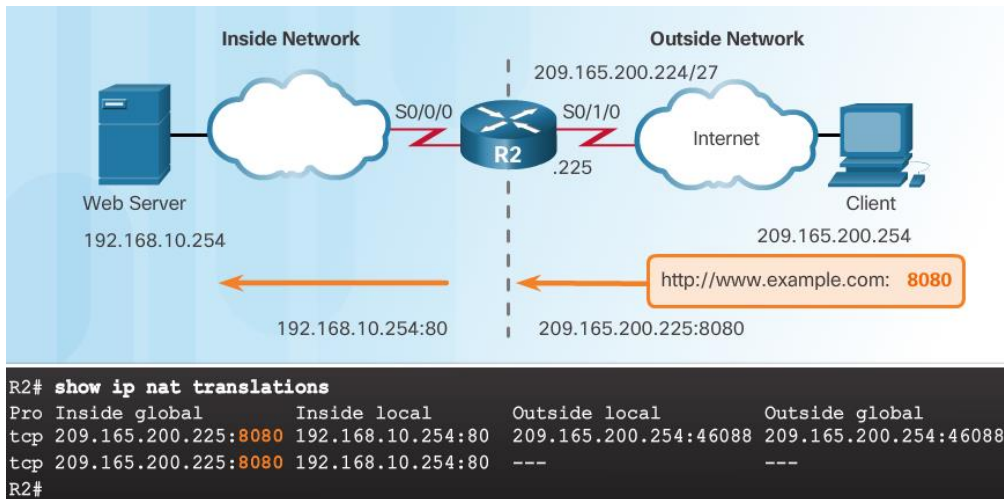 Inside Network
Outside Network
209.165.200.224/27
S0/0/0
S0/1/0
Internet
R2
.225
Web Server
Client
192.168.10.254
209.165.200.254
http://www.example.com: 8080
192.168.10.254:80
209.165.200.225:8080
R2# show ip nat translations
Pro Inside global Inside local Outside local Outside global
tcp 209.165.200.225:8080 192.168.10.254:80 209.165.200.254:46088 209.165.200.254:46088
tcp 209.165.200.225:8080 192.168.10.254:80 --- ---
R2#